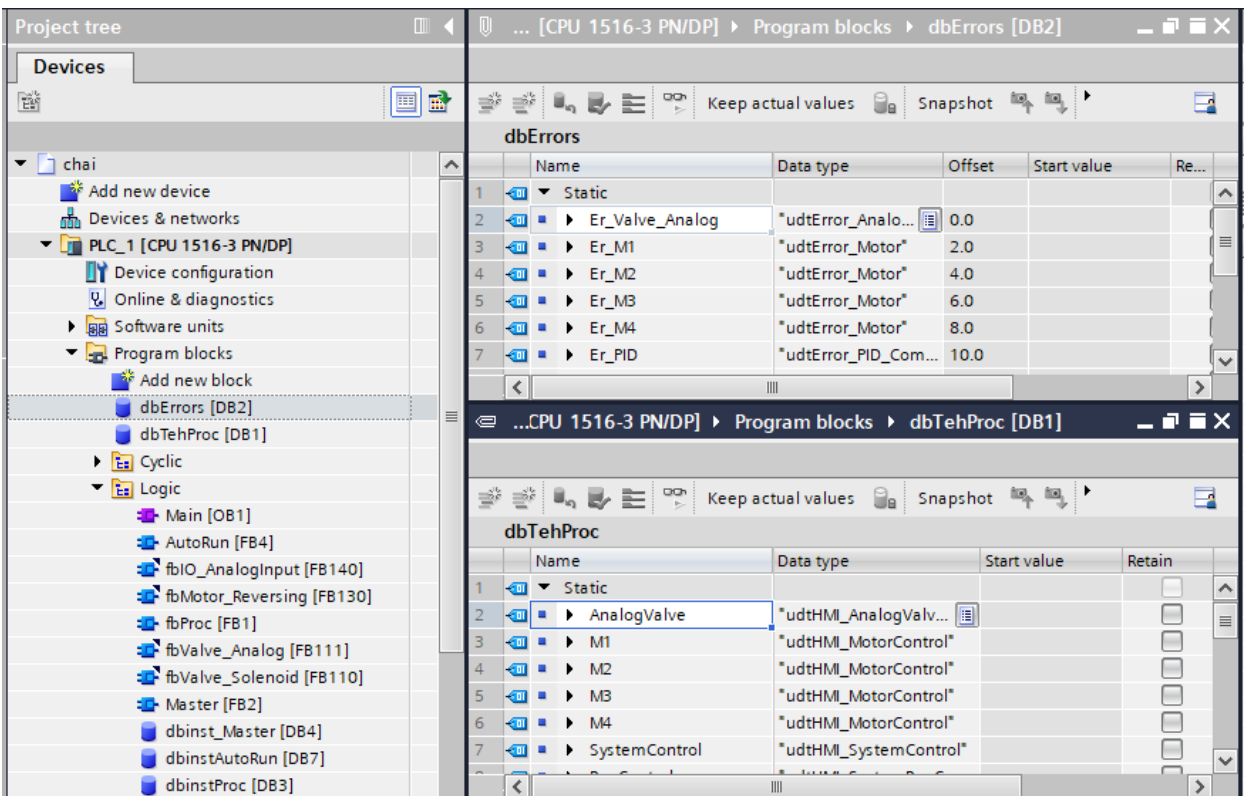 Project tree
Devices
chai
Add new device
Devices & networks
PLC_1 [CPU 1516-3 PN/DP]
Device configuration
Online & diagnostics
Software units
Program blocks
Add new block
dbErrors [DB2]
dbTehProc [DB1]
Cyclic
Logic
Main [OB1]
AutoRun [FB4]
fbIO_AnalogInput [FB140]
fbMotor_Reversing [FB130]
fbProc [FB1]
fbValve_Analog [FB111]
fbValve_Solenoid [FB110]
Master [FB2]
dbinst_Master [DB4]
dbinstAutoRun [DB7]
dbinstProc [DB3]
... [CPU 1516-3 PN/DP] Program blocks dbErrors [DB2]
Keep actual values Snapshot
dbErrors
Name Data type Offset Start value Re...
1 Static
2 Er_Valve_Analog "udtError_Analo... 0.0
3 Er_M1 "udtError_Motor" 2.0
4 Er_M2 "udtError_Motor" 4.0
5 Er_M3 "udtError_Motor" 6.0
6 Er_M4 "udtError_Motor" 8.0
7 Er_PID "udtError_PID_Com... 10.0
...CPU 1516-3 PN/DP] Program blocks dbTehProc [DB1]
Keep actual values Snapshot
dbTehProc
Name Data type Start value Retain
1 Static
2 AnalogValve "udtHMI_AnalogValv...
3 M1 "udtHMI_MotorControl"
4 M2 "udtHMI_MotorControl"
5 M3 "udtHMI_MotorControl"
6 M4 "udtHMI_MotorControl"
7 SystemControl "udtHMI_SystemControl"